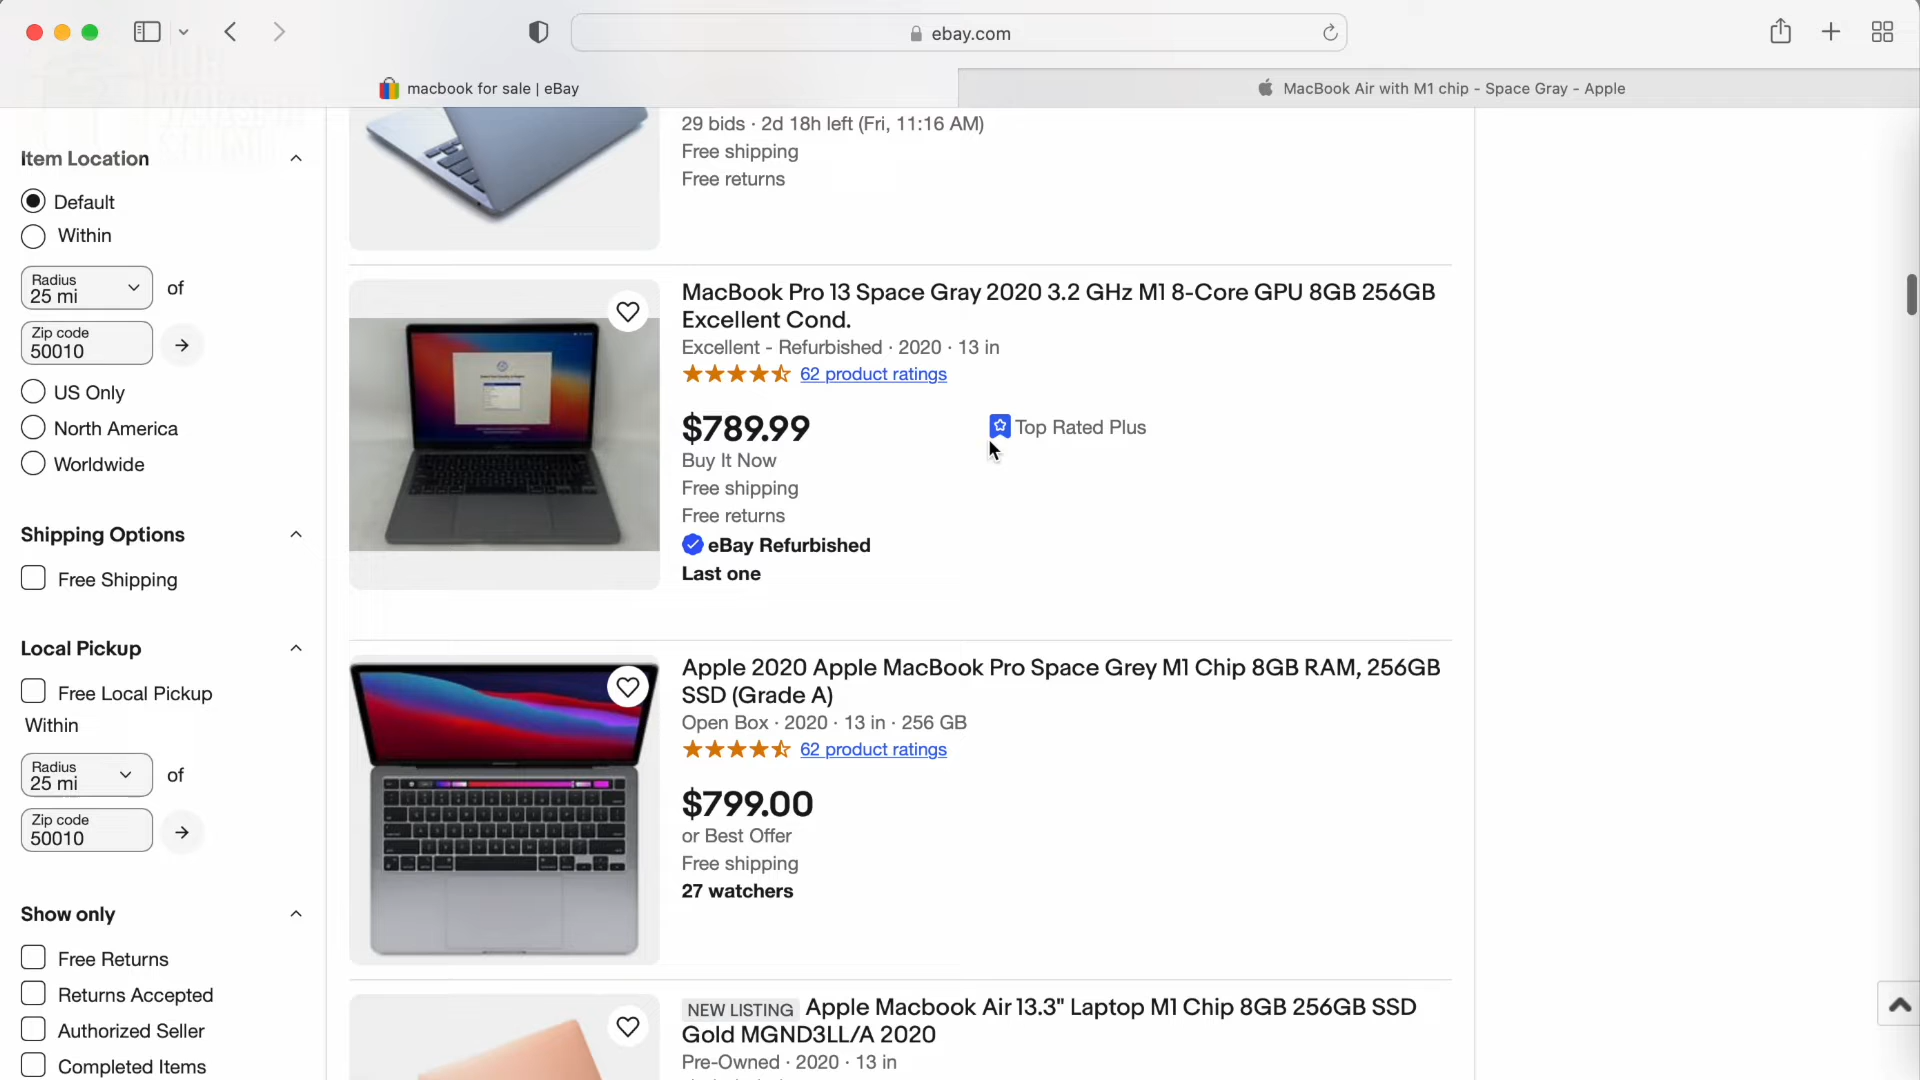 ebay.com
macbook for sale | eBay
MacBook Air with M1 chip - Space Gray - Apple
Item Location
Default
Within
Radius
25 mi
of
Zip code
50010
US Only
North America
Worldwide
Shipping Options
Free Shipping
Local Pickup
Free Local Pickup
Within
Radius
25 mi
of
Zip code
50010
Show only
Free Returns
Returns Accepted
Authorized Seller
Completed Items
29 bids · 2d 18h left (Fri, 11:16 AM)
Free shipping
Free returns
MacBook Pro 13 Space Gray 2020 3.2 GHz M1 8-Core GPU 8GB 256GB
Excellent Cond.
Excellent - Refurbished · 2020 · 13 in
62 product ratings
$789.99
Top Rated Plus
Buy It Now
Free shipping
Free returns
eBay Refurbished
Last one
Apple 2020 Apple MacBook Pro Space Grey M1 Chip 8GB RAM, 256GB
SSD (Grade A)
Open Box · 2020 · 13 in · 256 GB
62 product ratings
$799.00
or Best Offer
Free shipping
27 watchers
NEW LISTING Apple Macbook Air 13.3" Laptop M1 Chip 8GB 256GB SSD
Gold MGND3LL/A 2020
Pre-Owned · 2020 · 13 in